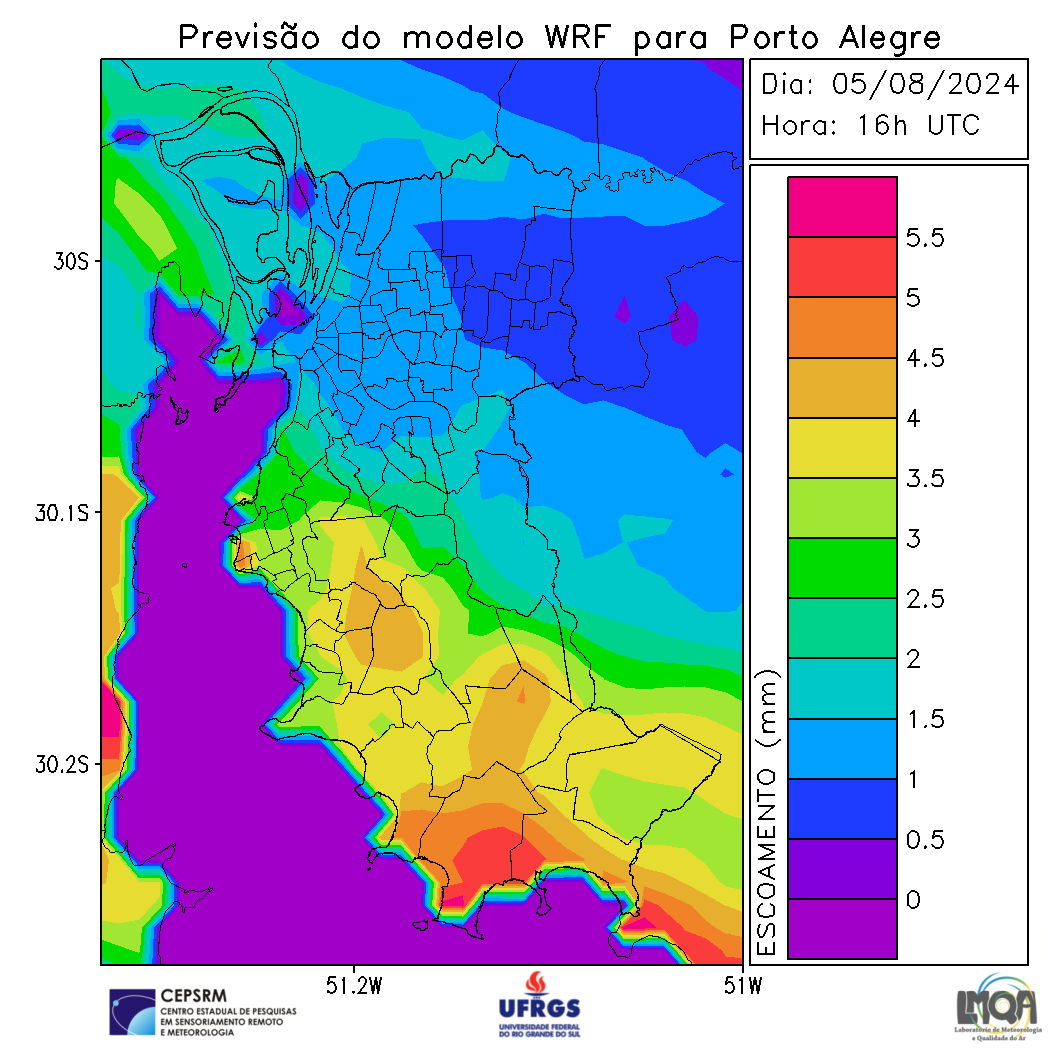 Previsão do modelo WRF para Porto Alegre
Dia: 05/08/2024
Hora: 16h UTC
30S
30.1S
30.2S
51.2W
51W
ESCOAMENTO (mm)
5.5
5
4.5
4
3.5
3
2.5
2
1.5
1
0.5
0
CEPSRM
CENTRO ESTADUAL DE PESQUISAS
EM SENSORIAMENTO REMOTO
E METEOROLOGIA
UFRGS
UNIVERSIDADE FEDERAL
DO RIO GRANDE DO SUL
LMQA
Laboratório de Meteorologia
e Qualidade do Ar